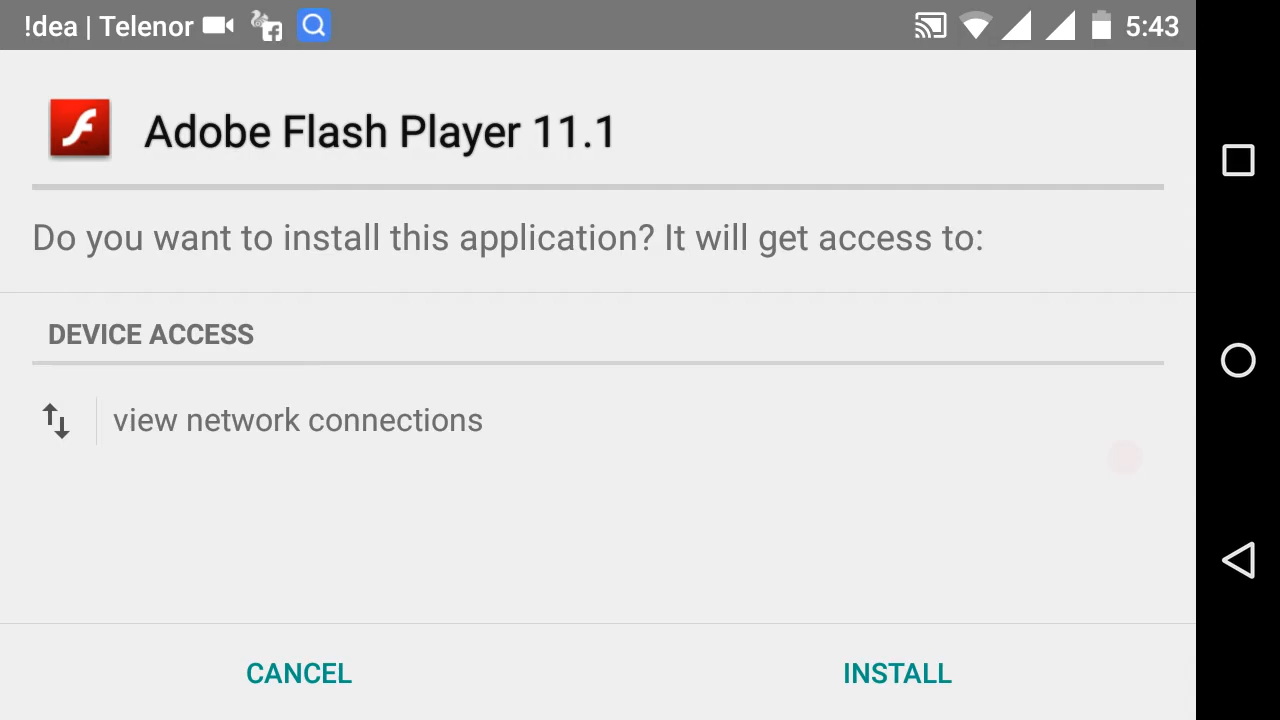 !dea | Telenor 5:43
Adobe Flash Player 11.1
Do you want to install this application? It will get access to:
DEVICE ACCESS
view network connections
CANCEL INSTALL